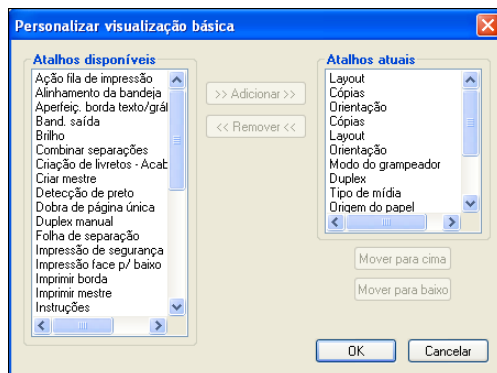 Personalizar visualização básica
Atalhos disponíveis
Ação fila de impressão
Alinhamento da bandeja
Aperfeiç. borda texto/grá
Band. saída
Brilho
Combinar separações
Criação de livretos - Acab
Criar mestre
Detecção de preto
Dobra de página única
Duplex manual
Folha de separação
Impressão de segurança
Impressão face p/ baixo
Imprimir borda
Imprimir mestre
Instruções
>> Adicionar >>
<< Remover <<
Atalhos atuais
Layout
Cópias
Orientação
Cópias
Layout
Orientação
Modo do grampeador
Duplex
Tipo de mídia
Origem do papel
Mover para cima
Mover para baixo
OK
Cancelar